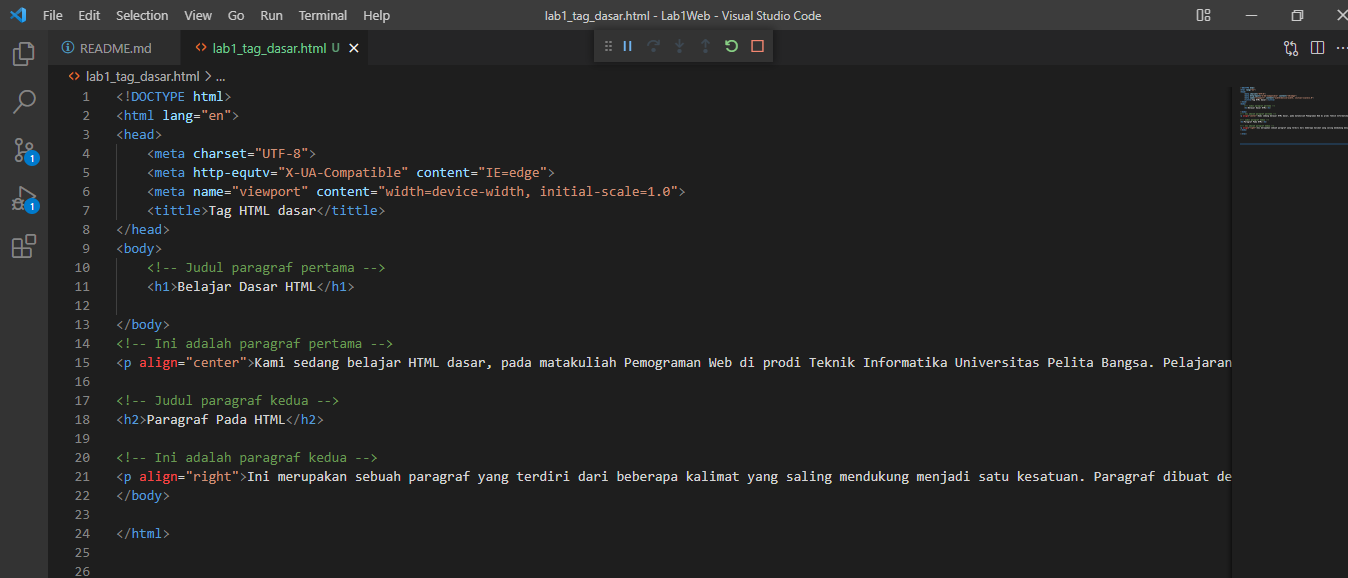 File Edit Selection View Go Run Terminal Help lab1_tag_dasar.html - Lab1Web - Visual Studio Code
README.md lab1_tag_dasar.html U
lab1_tag_dasar.html > ...
1 <!DOCTYPE html>
2 <html lang="en">
3 <head>
4 <meta charset="UTF-8">
5 <meta http-equtv="X-UA-Compatible" content="IE=edge">
6 <meta name="viewport" content="width=device-width, initial-scale=1.0">
7 <tittle>Tag HTML dasar</tittle>
8 </head>
9 <body>
10 <!-- Judul paragraf pertama -->
11 <h1>Belajar Dasar HTML</h1>
12
13 </body>
14 <!-- Ini adalah paragraf pertama -->
15 <p align="center">Kami sedang belajar HTML dasar, pada matakuliah Pemograman Web di prodi Teknik Informatika Universitas Pelita Bangsa. Pelajaran
16
17 <!-- Judul paragraf kedua -->
18 <h2>Paragraf Pada HTML</h2>
19
20 <!-- Ini adalah paragraf kedua -->
21 <p align="right">Ini merupakan sebuah paragraf yang terdiri dari beberapa kalimat yang saling mendukung menjadi satu kesatuan. Paragraf dibuat de
22 </body>
23
24 </html>
25
26
1
1